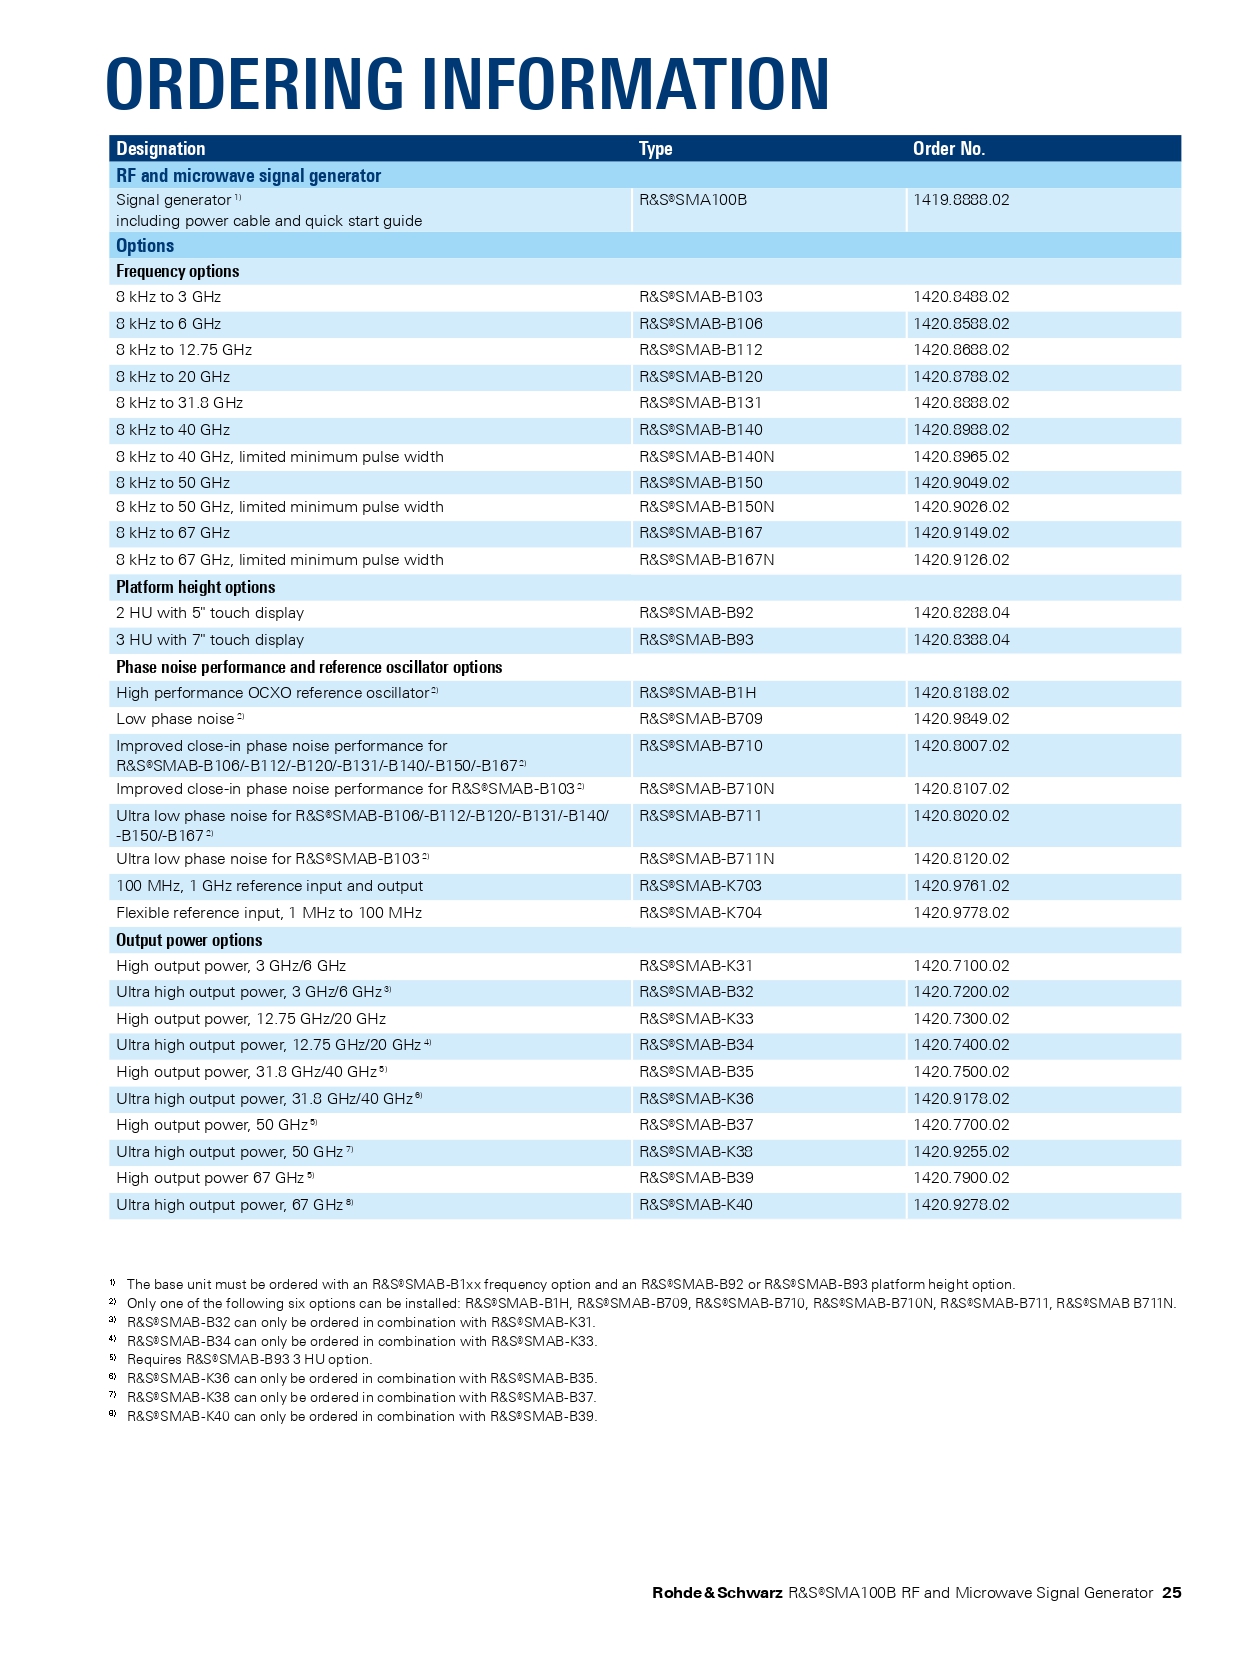 ORDERING INFORMATION
Designation Type Order No.
RF and microwave signal generator
Signal generator 1) R&S®SMA100B 1419.8888.02
including power cable and quick start guide
Options
Frequency options
8 kHz to 3 GHz R&S®SMAB-B103 1420.8488.02
8 kHz to 6 GHz R&S®SMAB-B106 1420.8588.02
8 kHz to 12.75 GHz R&S®SMAB-B112 1420.8688.02
8 kHz to 20 GHz R&S®SMAB-B120 1420.8788.02
8 kHz to 31.8 GHz R&S®SMAB-B131 1420.8888.02
8 kHz to 40 GHz R&S®SMAB-B140 1420.8988.02
8 kHz to 40 GHz, limited minimum pulse width R&S®SMAB-B140N 1420.8965.02
8 kHz to 50 GHz R&S®SMAB-B150 1420.9049.02
8 kHz to 50 GHz, limited minimum pulse width R&S®SMAB-B150N 1420.9026.02
8 kHz to 67 GHz R&S®SMAB-B167 1420.9149.02
8 kHz to 67 GHz, limited minimum pulse width R&S®SMAB-B167N 1420.9126.02
Platform height options
2 HU with 5" touch display R&S®SMAB-B92 1420.8288.04
3 HU with 7" touch display R&S®SMAB-B93 1420.8388.04
Phase noise performance and reference oscillator options
High performance OCXO reference oscillator 2) R&S®SMAB-B1H 1420.8188.02
Low phase noise 2) R&S®SMAB-B709 1420.9849.02
Improved close-in phase noise performance for R&S®SMAB-B710 1420.8007.02
R&S®SMAB-B106/-B112/-B120/-B131/-B140/-B150/-B167 2)
Improved close-in phase noise performance for R&S®SMAB-B103 2) R&S®SMAB-B710N 1420.8107.02
Ultra low phase noise for R&S®SMAB-B106/-B112/-B120/-B131/-B140/ R&S®SMAB-B711 1420.8020.02
-B150/-B167 2)
Ultra low phase noise for R&S®SMAB-B103 2) R&S®SMAB-B711N 1420.8120.02
100 MHz, 1 GHz reference input and output R&S®SMAB-K703 1420.9761.02
Flexible reference input, 1 MHz to 100 MHz R&S®SMAB-K704 1420.9778.02
Output power options
High output power, 3 GHz/6 GHz R&S®SMAB-K31 1420.7100.02
Ultra high output power, 3 GHz/6 GHz 3) R&S®SMAB-B32 1420.7200.02
High output power, 12.75 GHz/20 GHz R&S®SMAB-K33 1420.7300.02
Ultra high output power, 12.75 GHz/20 GHz 4) R&S®SMAB-B34 1420.7400.02
High output power, 31.8 GHz/40 GHz 5) R&S®SMAB-B35 1420.7500.02
Ultra high output power, 31.8 GHz/40 GHz 6) R&S®SMAB-K36 1420.9178.02
High output power, 50 GHz 5) R&S®SMAB-B37 1420.7700.02
Ultra high output power, 50 GHz 7) R&S®SMAB-K38 1420.9255.02
High output power 67 GHz 5) R&S®SMAB-B39 1420.7900.02
Ultra high output power, 67 GHz 8) R&S®SMAB-K40 1420.9278.02
1) The base unit must be ordered with an R&S®SMAB-B1xx frequency option and an R&S®SMAB-B92 or R&S®SMAB-B93 platform height option.
2) Only one of the following six options can be installed: R&S®SMAB-B1H, R&S®SMAB-B709, R&S®SMAB-B710, R&S®SMAB-B710N, R&S®SMAB-B711, R&S®SMAB B711N.
3) R&S®SMAB-B32 can only be ordered in combination with R&S®SMAB-K31.
4) R&S®SMAB-B34 can only be ordered in combination with R&S®SMAB-K33.
5) Requires R&S®SMAB-B93 3 HU option.
6) R&S®SMAB-K36 can only be ordered in combination with R&S®SMAB-B35.
7) R&S®SMAB-K38 can only be ordered in combination with R&S®SMAB-B37.
8) R&S®SMAB-K40 can only be ordered in combination with R&S®SMAB-B39.
Rohde & Schwarz R&S®SMA100B RF and Microwave Signal Generator 25